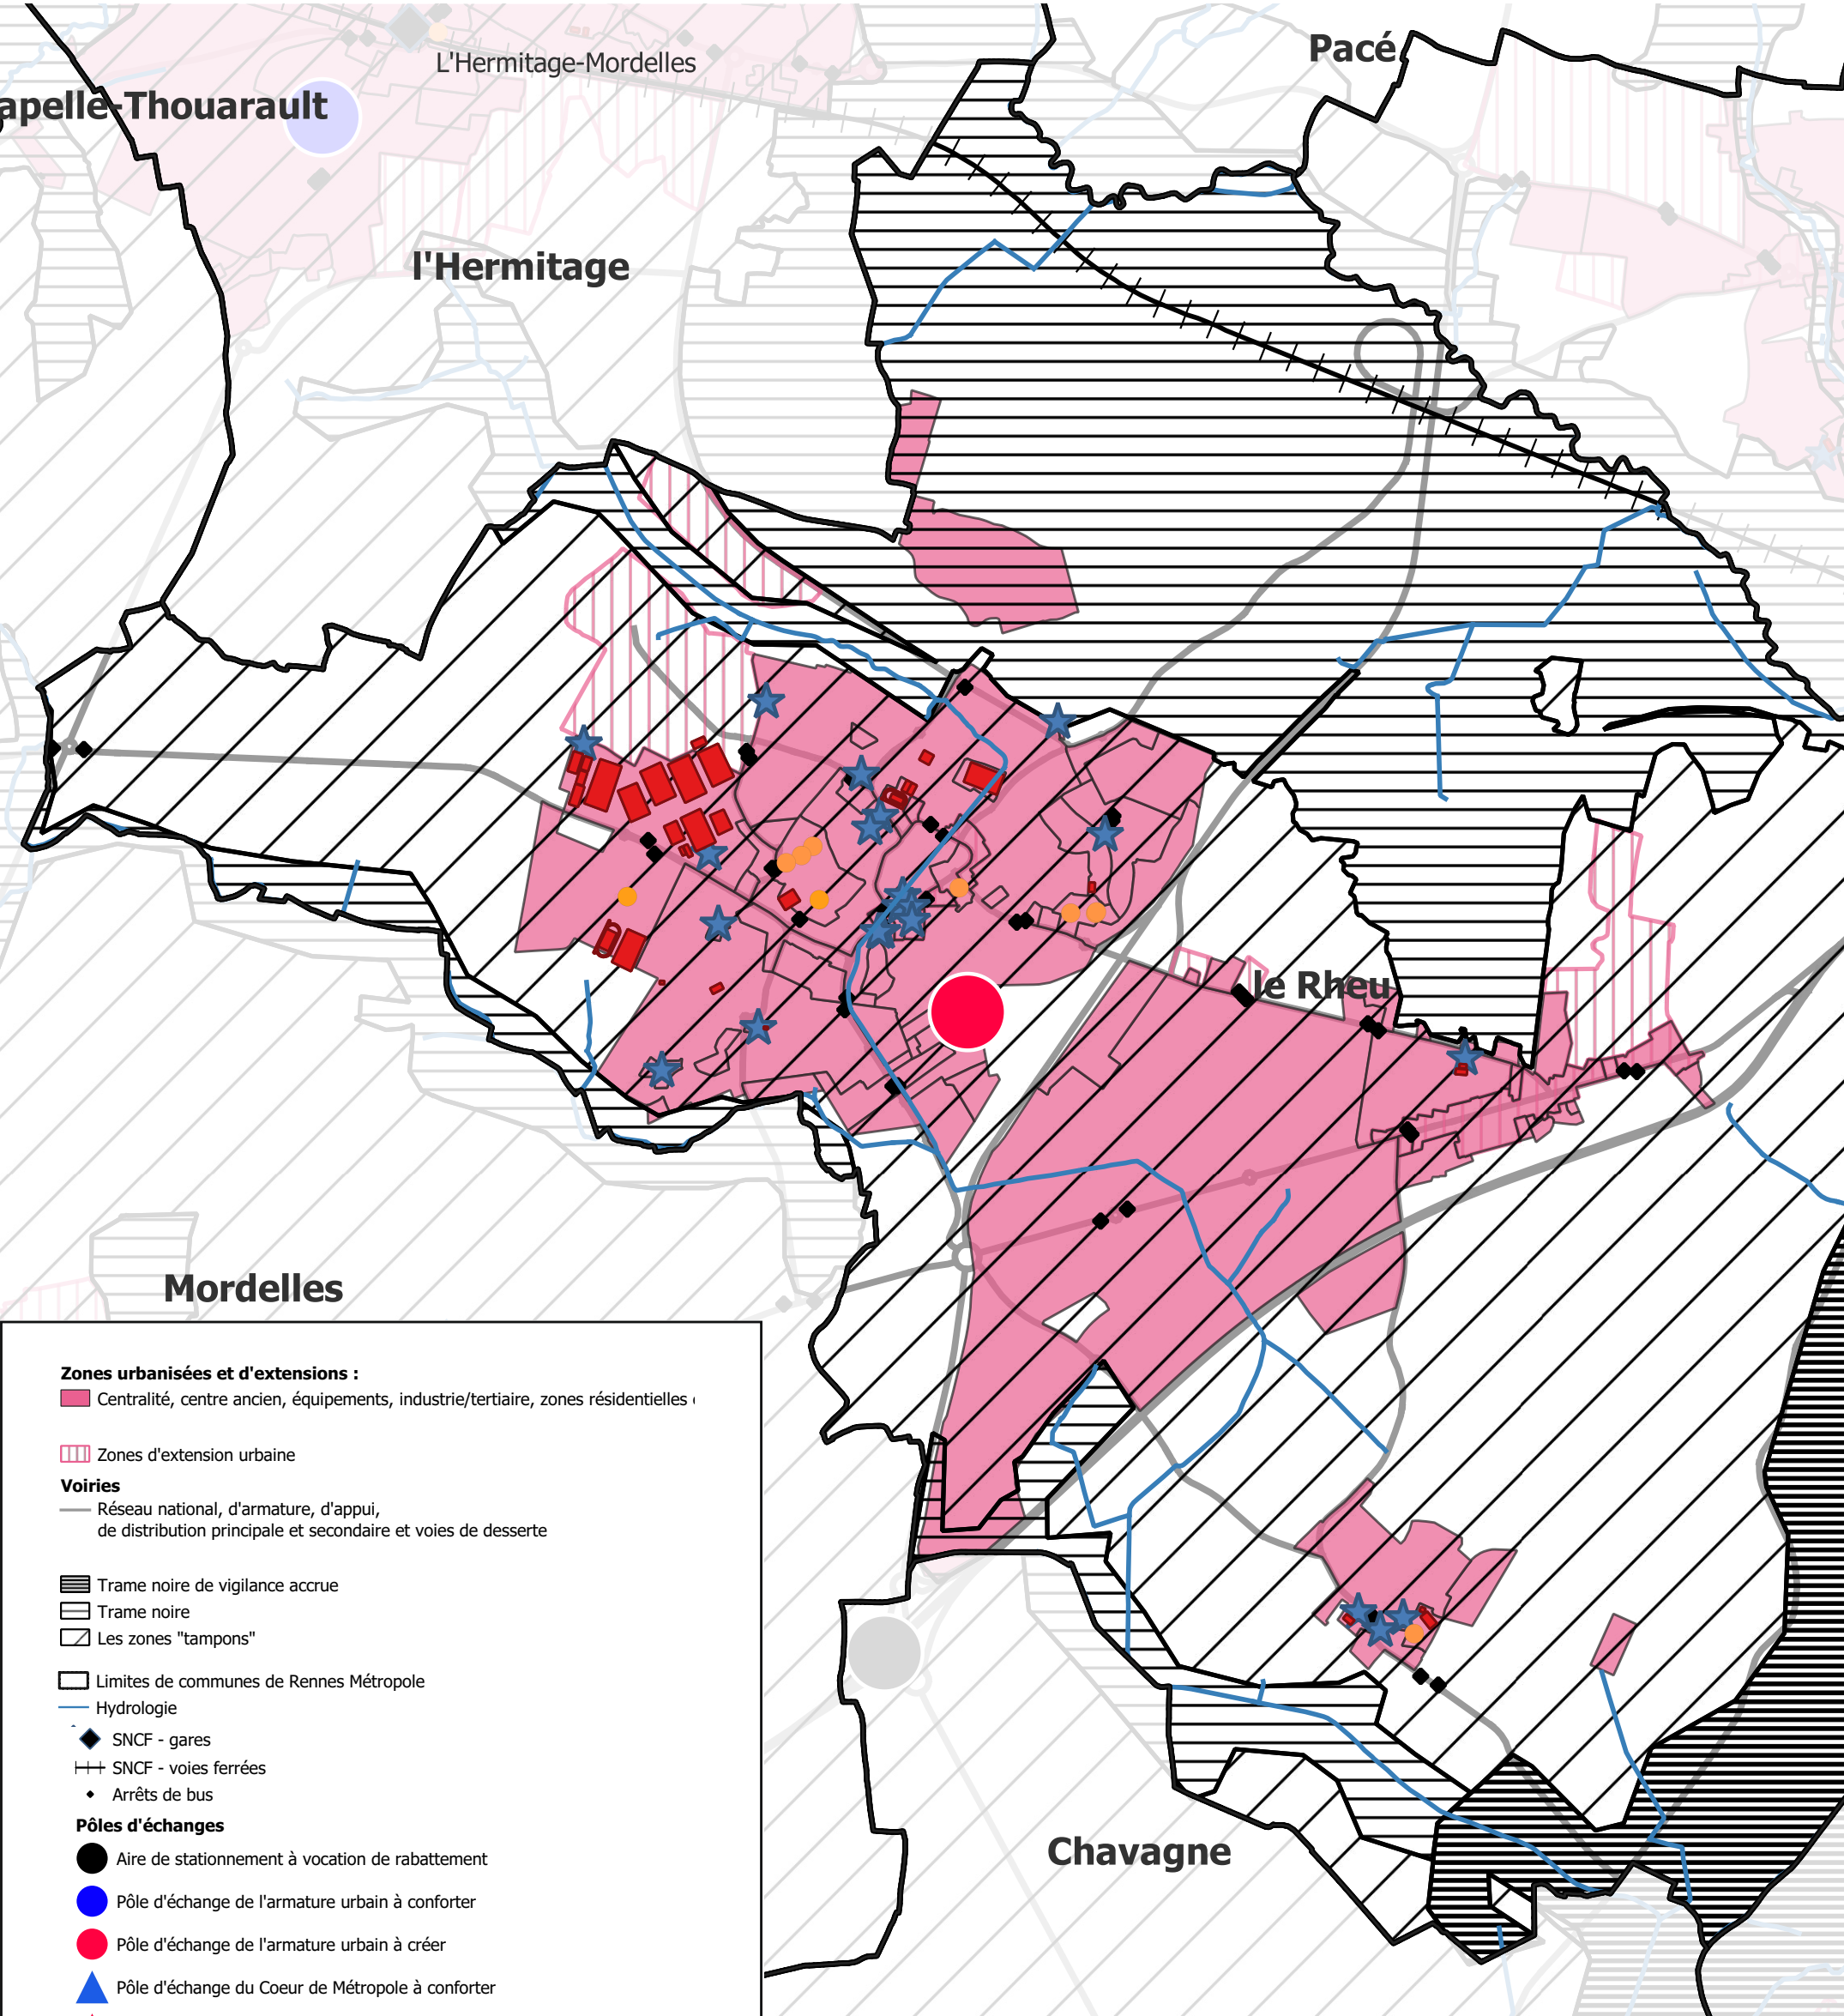 Pacé
L'Hermitage-Mordelles
apelle-Thouarault
l'Hermitage
le Rheu
Mordelles
Chavagne
Zones urbanisées et d'extensions :
Centralité, centre ancien, équipements, industrie/tertiaire, zones résidentielles
Zones d'extension urbaine
Voiries
Réseau national, d'armature, d'appui,
de distribution principale et secondaire et voies de desserte
Trame noire de vigilance accrue
Trame noire
Les zones "tampons"
Limites de communes de Rennes Métropole
Hydrologie
SNCF - gares
SNCF - voies ferrées
Arrêts de bus
Pôles d'échanges
Aire de stationnement à vocation de rabattement
Pôle d'échange de l'armature urbain à conforter
Pôle d'échange de l'armature urbain à créer
Pôle d'échange du Coeur de Métropole à conforter